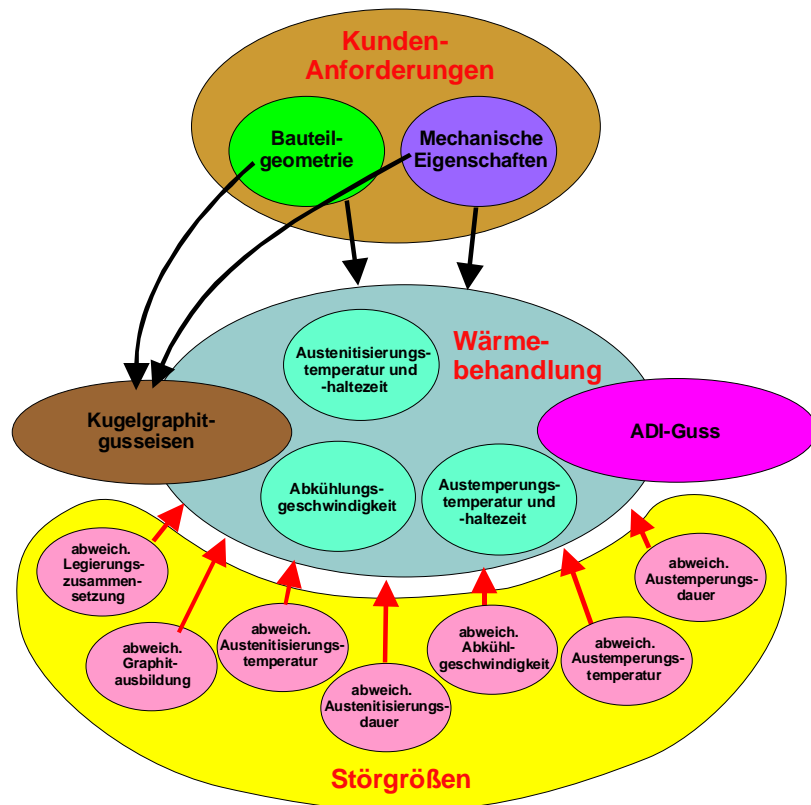 Kunden-
Anforderungen
Bauteil-
geometrie
Mechanische
Eigenschaften
Wärme-
behandlung
Austenitisierungs-
temperatur und
-haltezeit
Kugelgraphit-
gusseisen
ADI-Guss
Abkühlungs-
geschwindigkeit
Austemperungs-
temperatur und
-haltezeit
abweich.
Legierungs-
zusammen-
setzung
abweich.
Graphit-
ausbildung
abweich.
Austenitisierungs-
temperatur
abweich.
Austenitisierungs-
dauer
abweich.
Abkühl-
geschwindigkeit
abweich.
Austemperungs-
temperatur
abweich.
Austemperungs-
dauer
Störgrößen